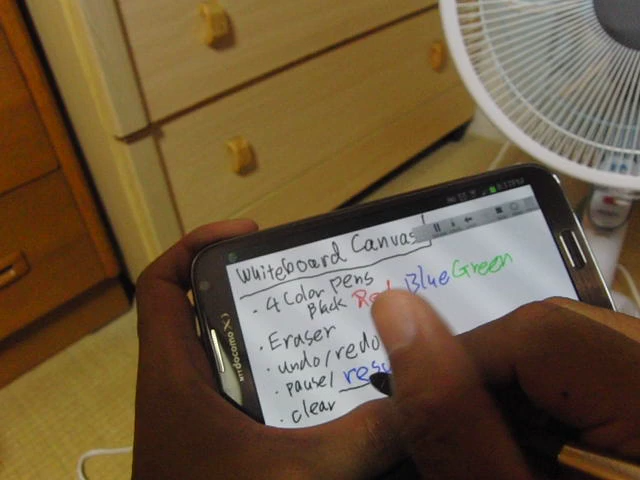 Whiteboard Canvas
• 4 Color Pens
Black Red Blue Green
• Eraser
• undo/redo
• pause/
• clear
docomo